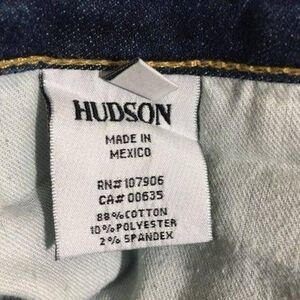 HUDSON
MADE IN
MEXICO
RN# 107906
CA# 00635
88% COTTON
10% POLYESTER
2% SPANDEX